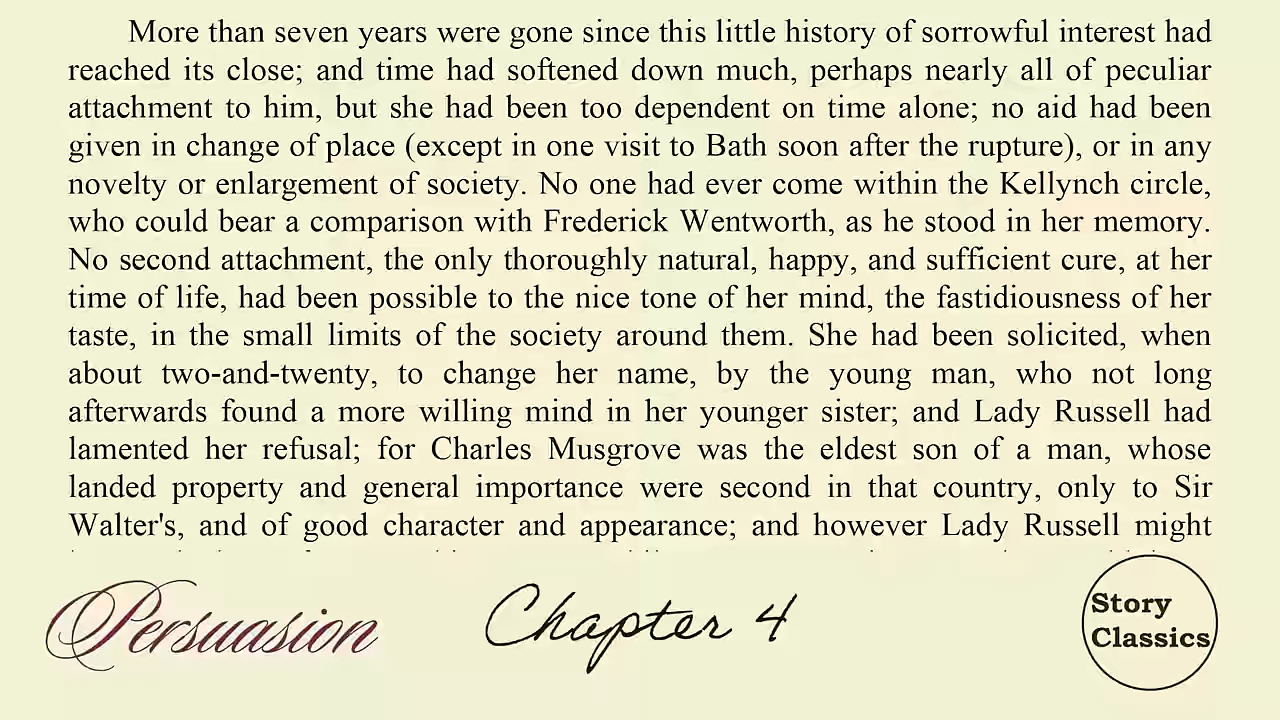 More than seven years were gone since this little history of sorrowful interest had
reached its close; and time had softened down much, perhaps nearly all of peculiar
attachment to him, but she had been too dependent on time alone; no aid had been
given in change of place (except in one visit to Bath soon after the rupture), or in any
novelty or enlargement of society. No one had ever come within the Kellynch circle,
who could bear a comparison with Frederick Wentworth, as he stood in her memory.
No second attachment, the only thoroughly natural, happy, and sufficient cure, at her
time of life, had been possible to the nice tone of her mind, the fastidiousness of her
taste, in the small limits of the society around them. She had been solicited, when
about two-and-twenty, to change her name, by the young man, who not long
afterwards found a more willing mind in her younger sister; and Lady Russell had
lamented her refusal; for Charles Musgrove was the eldest son of a man, whose
landed property and general importance were second in that country, only to Sir
Walter's, and of good character and appearance; and however Lady Russell might
Persuasion
Chapter 4
Story
Classics